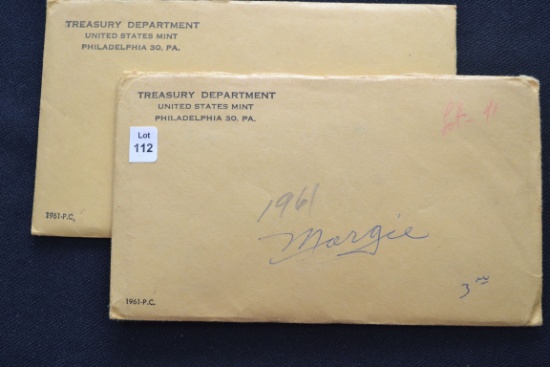 TREASURY DEPARTMENT
UNITED STATES MINT
PHILADELPHIA 30, PA.
1961-P.C.
TREASURY DEPARTMENT
UNITED STATES MINT
PHILADELPHIA 30, PA.
Lot
112
1961
Margie
1961-P.C.